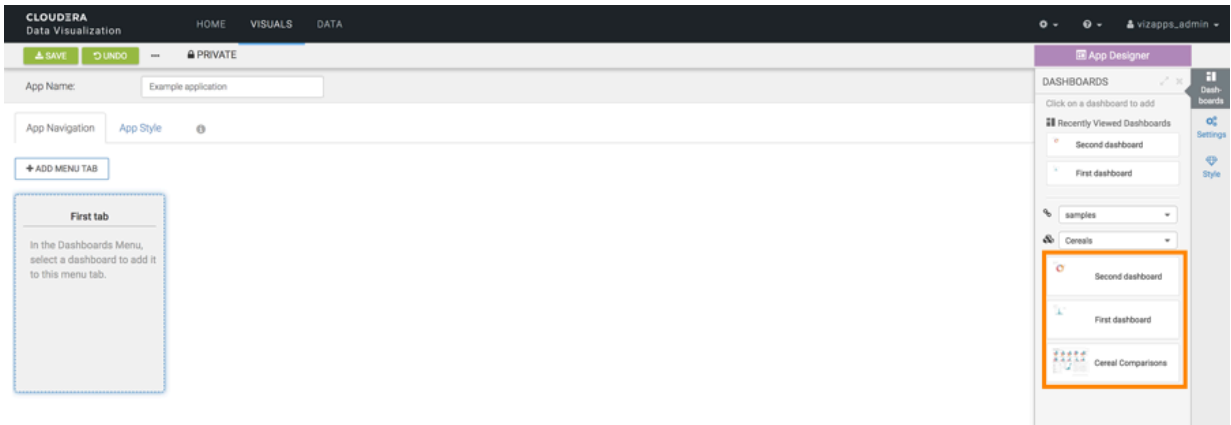 CLOUDERA
Data Visualization
HOME VISUALS DATA
vizapps_admin
SAVE UNDO ... PRIVATE
App Designer
App Name: Example application
DASHBOARDS
Dash-
boards
Click on a dashboard to add
Recently Viewed Dashboards
Settings
Second dashboard
First dashboard
Style
App Navigation App Style
+ ADD MENU TAB
First tab
In the Dashboards Menu,
select a dashboard to add it
to this menu tab.
samples
Cereals
Second dashboard
First dashboard
Cereal Comparisons